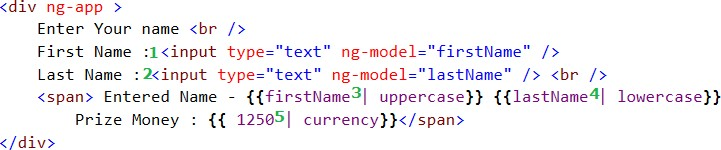 <div ng-app >
Enter Your name <br />
First Name :1<input type="text" ng-model="firstName" />
Last Name :2<input type="text" ng-model="lastName" /> <br />
<span> Entered Name - {{firstName3| uppercase}} {{lastName4| lowercase}}
Prize Money : {{ 12505| currency}}</span>
</div>